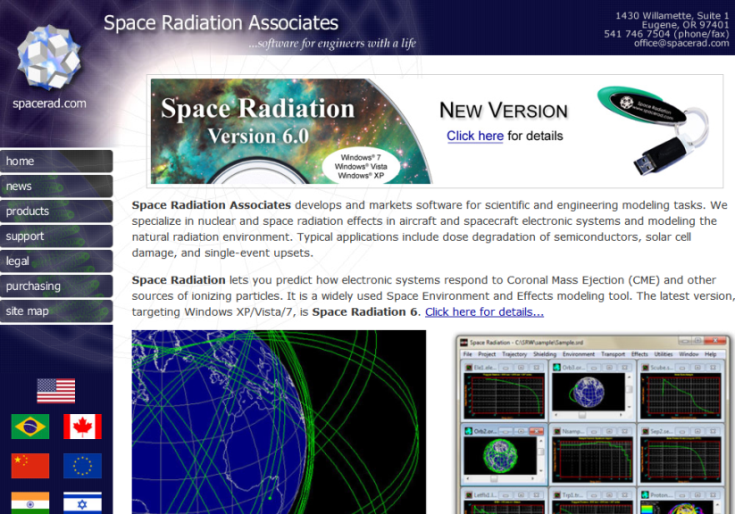 Space Radiation Associates
...software for engineers with a life
1430 Willamette, Suite 1
Eugene, OR 97401
541 746 7504 (phone/fax)
office@spacerad.com
spacerad.com
Space Radiation
Version 6.0
Windows® 7
Windows® Vista
Windows® XP
NEW VERSION
Click here for details
Space Radiation
www.spacerad.com
home
news
products
support
legal
purchasing
site map
Space Radiation Associates develops and markets software for scientific and engineering modeling tasks. We
specialize in nuclear and space radiation effects in aircraft and spacecraft electronic systems and modeling the
natural radiation environment. Typical applications include dose degradation of semiconductors, solar cell
damage, and single-event upsets.
Space Radiation lets you predict how electronic systems respond to Coronal Mass Ejection (CME) and other
sources of ionizing particles. It is a widely used Space Environment and Effects modeling tool. The latest version,
targeting Windows XP/Vista/7, is Space Radiation 6. Click here for details...
Space Radiation - C:\SRW\sample\Sample.srd
File Project Trajectory Shielding Environment Transport Effects Utilities Window Help